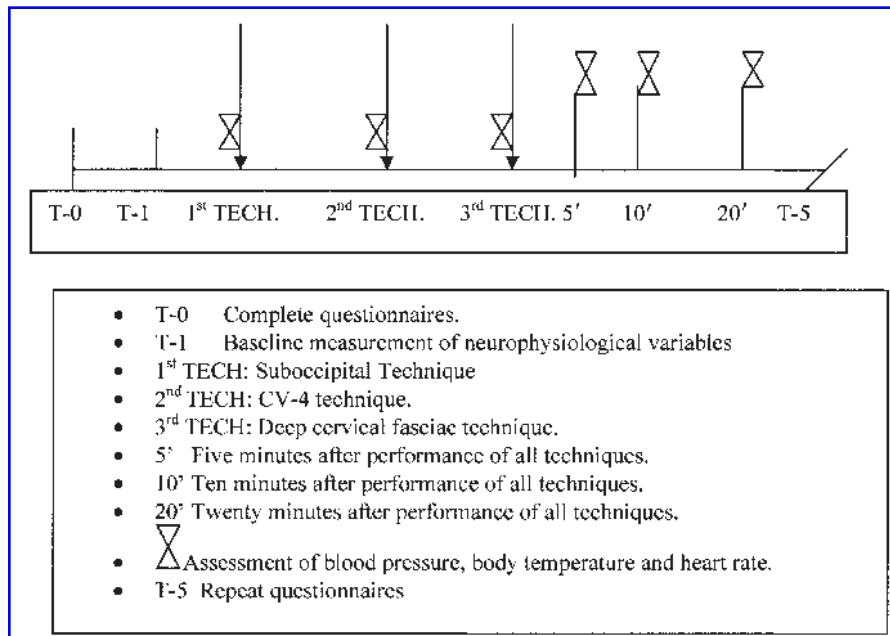 T-0 T-1 1st TECH. 2nd TECH. 3rd TECH. 5' 10' 20' T-5
• T-0 Complete questionnaires.
• T-1 Baseline measurement of neurophysiological variables
• 1st TECH: Suboccipital Technique
• 2nd TECH: CV-4 technique.
• 3rd TECH: Deep cervical fasciae technique.
• 5' Five minutes after performance of all techniques.
• 10' Ten minutes after performance of all techniques.
• 20' Twenty minutes after performance of all techniques.
• Assessment of blood pressure, body temperature and heart rate.
• T-5 Repeat questionnaires